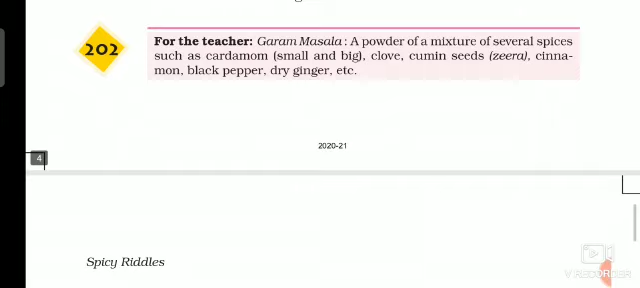 202
For the teacher: Garam Masala : A powder of a mixture of several spices
such as cardamom (small and big), clove, cumin seeds (zeera), cinna-
mon, black pepper, dry ginger, etc.
2020-21
4
Spicy Riddles
V RECORDER